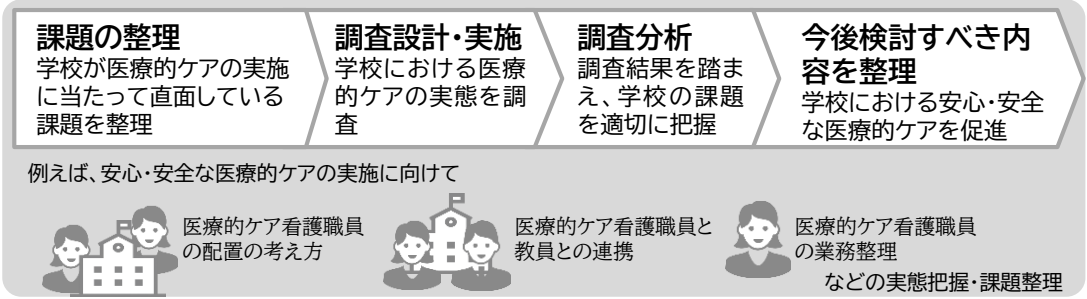 課題の整理
学校が医療的ケアの実施
に当たって直面している
課題を整理
調査設計・実施
学校における医療
的ケアの実態を調
査
調査分析
調査結果を踏ま
え、学校の課題
を適切に把握
今後検討すべき内
容を整理
学校における安心・安全
な医療的ケアを促進
例えば、安心・安全な医療的ケアの実施に向けて
医療的ケア看護職員
の配置の考え方
医療的ケア看護職員と
教員との連携
医療的ケア看護職員
の業務整理
などの実態把握・課題整理